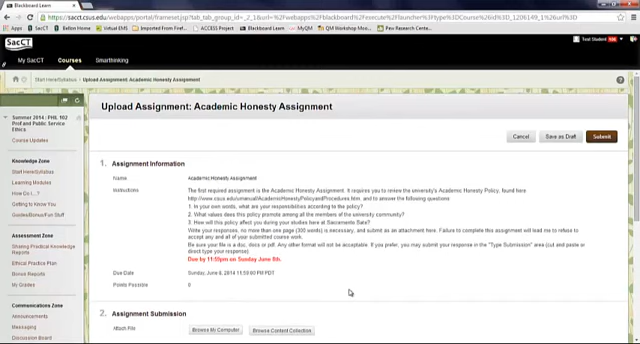 Blackboard Learn
https://sacct.csus.edu/webapps/portal/frameset.jsp?tab_tab_group_id=_2_1&url=%2Fwebapps%2Fblackboard%2Fexecute%2Flauncher%3Ftype%3DCourse%26id%3D_1206149_1%26url%3D
Apps CSUS Home Belion Home Virtual EMS Imported From Firef... ACCESS Project Blackboard Learn MyQM QM Workshop Mgmt. Pew Research Cente...
SacCT
Test Student
My SacCT Courses Smarthinking
Start Here/Syllabus Upload Assignment: Academic Honesty Assignment
Upload Assignment: Academic Honesty Assignment
Cancel Save as Draft Submit
Summer 2014 - PHIL 102
Prof and Public Service
Ethics
Course Updates
Knowledge Zone
Start Here/Syllabus
Learning Modules
How Do I...?
Getting to Know You
Guides/Bonus/Fun Stuff
Assessment Zone
Sharing Practical Knowledge
Reports
Ethical Practice Plan
Bonus Reports
My Grades
Communications Zone
Announcements
Messaging
Discussion Board
1. Assignment Information
Name Academic Honesty Assignment
Instructions The first required assignment is the Academic Honesty Assignment. It requires you to review the university's Academic Honesty Policy, found here:
http://www.csus.edu/umanual/AcademicHonestyPolicyandProcedures.htm, and to answer the following questions:
1. In your own words, what are your responsibilities according to the policy?
2. What values does this policy promote among all the members of the university community?
3. How will this policy affect you during your studies here at Sacramento State?
Write your responses, no more than one page (300 words) is necessary, and submit as an attachment here. Failure to complete this assignment will lead me to refuse to
accept any and all of your submitted course work.
Be sure your file is a doc, docx or pdf. Any other format will not be acceptable. If you prefer, you may submit your response in the "Type Submission" area (cut and paste or
direct type your response)
Due by 11:59pm on Sunday June 8th.
Due Date Sunday, June 8, 2014 11:59:00 PM PDT
Points Possible 0
2. Assignment Submission
Attach File Browse My Computer Browse Content Collection